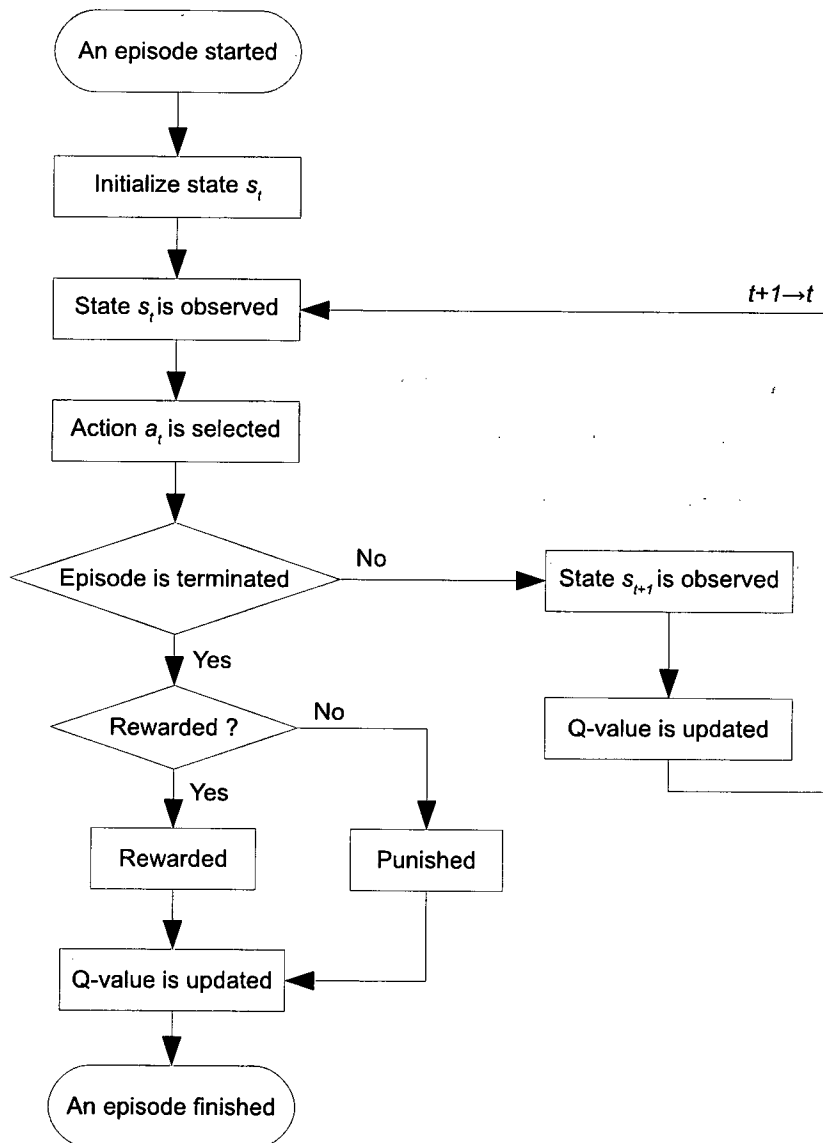 An episode started
Initialize state s_t
State s_t is observed
t+1→t
Action a_t is selected
Episode is terminated
No
State s_{t+1} is observed
Yes
Rewarded ?
No
Q-value is updated
Yes
Rewarded
Punished
Q-value is updated
An episode finished